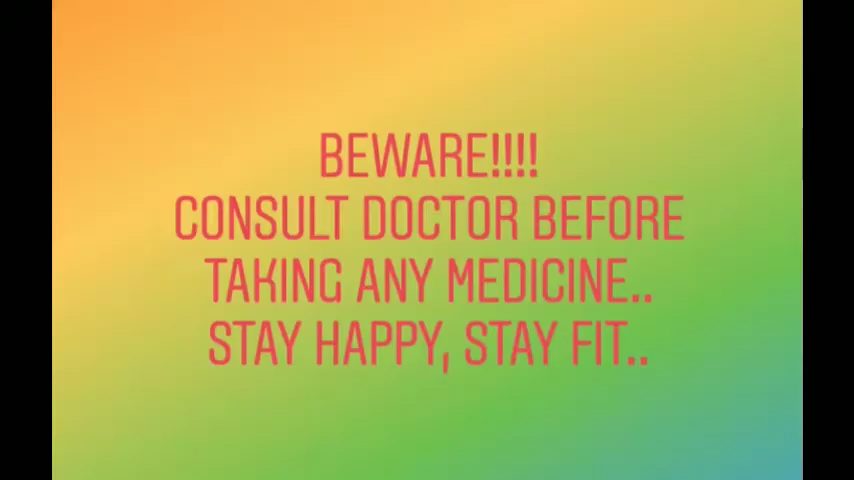 BEWARE!!!!
CONSULT DOCTOR BEFORE
TAKING ANY MEDICINE..
STAY HAPPY, STAY FIT..